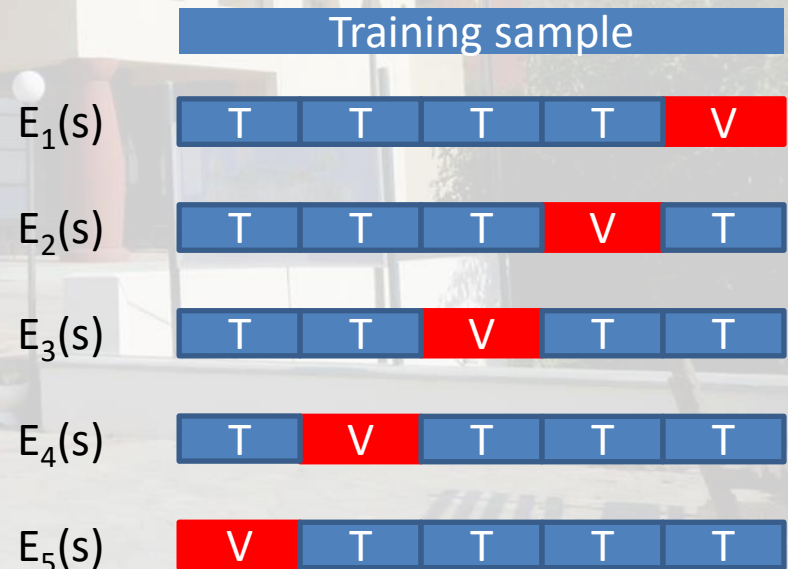 Training sample
E₁(s) T T T T V
E₂(s) T T T V T
E₃(s) T T V T T
E₄(s) T V T T T
E₅(s) V T T T T